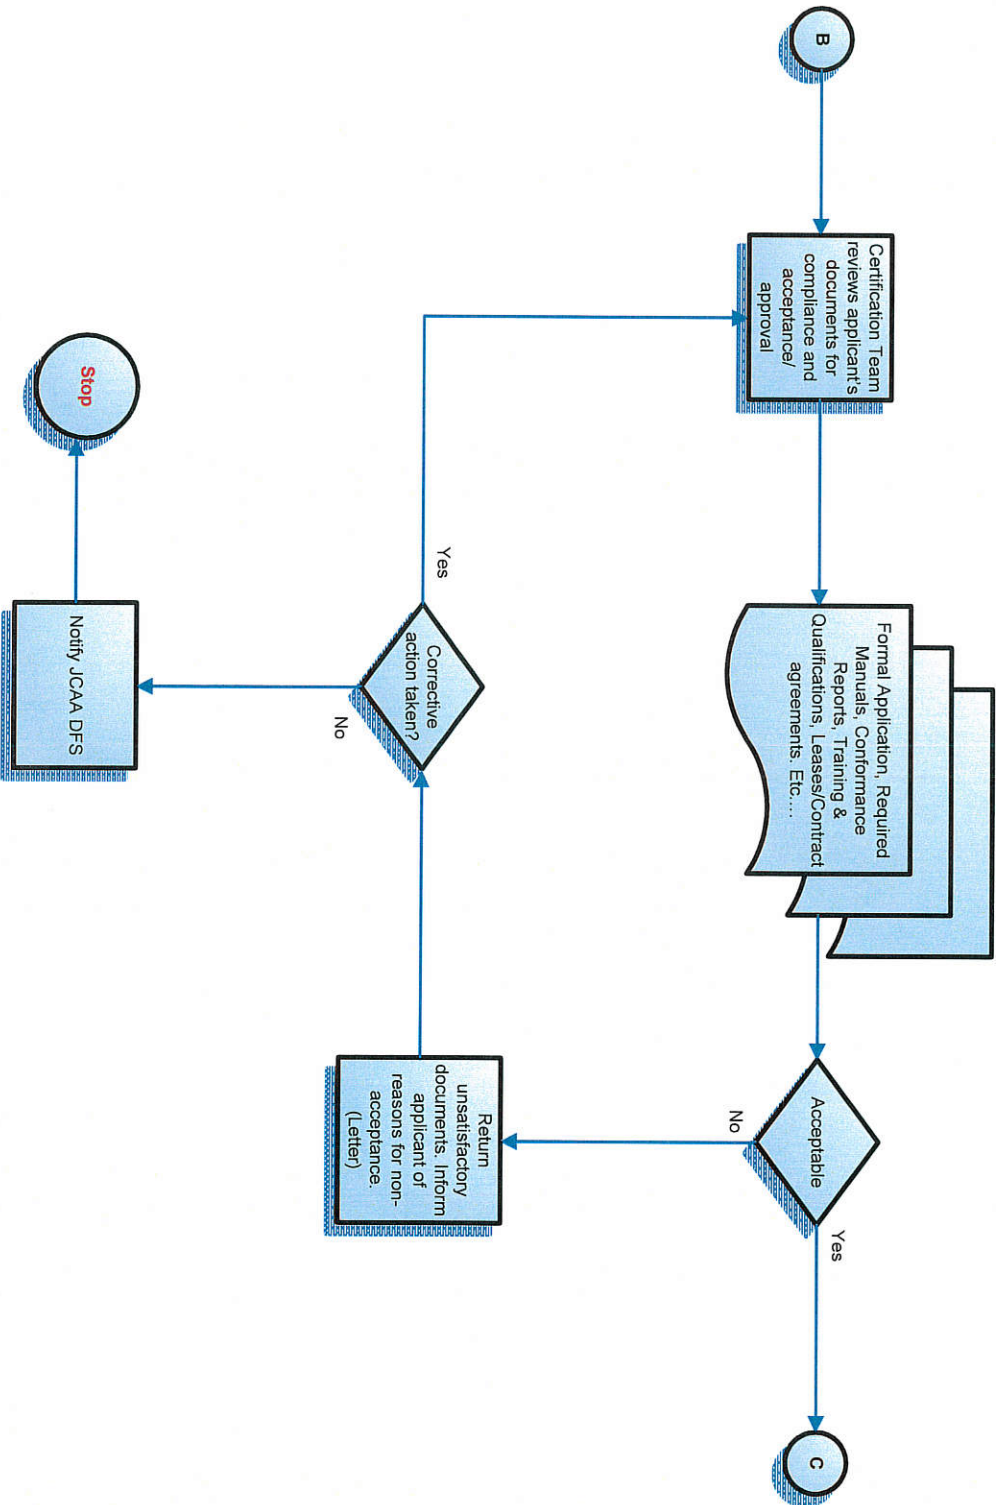 B
Certification Team
reviews applicant's
documents for
compliance and
acceptance/
approval
Formal Application, Required
Manuals, Conformance
Reports, Training &
Qualifications, Leases/Contract
agreements. Etc....
Acceptable
Yes
C
No
Return
unsatisfactory
documents. Inform
applicant of
reasons for non-
acceptance.
(Letter)
Corrective
action taken?
Yes
No
Notify JCAA DFS
Stop